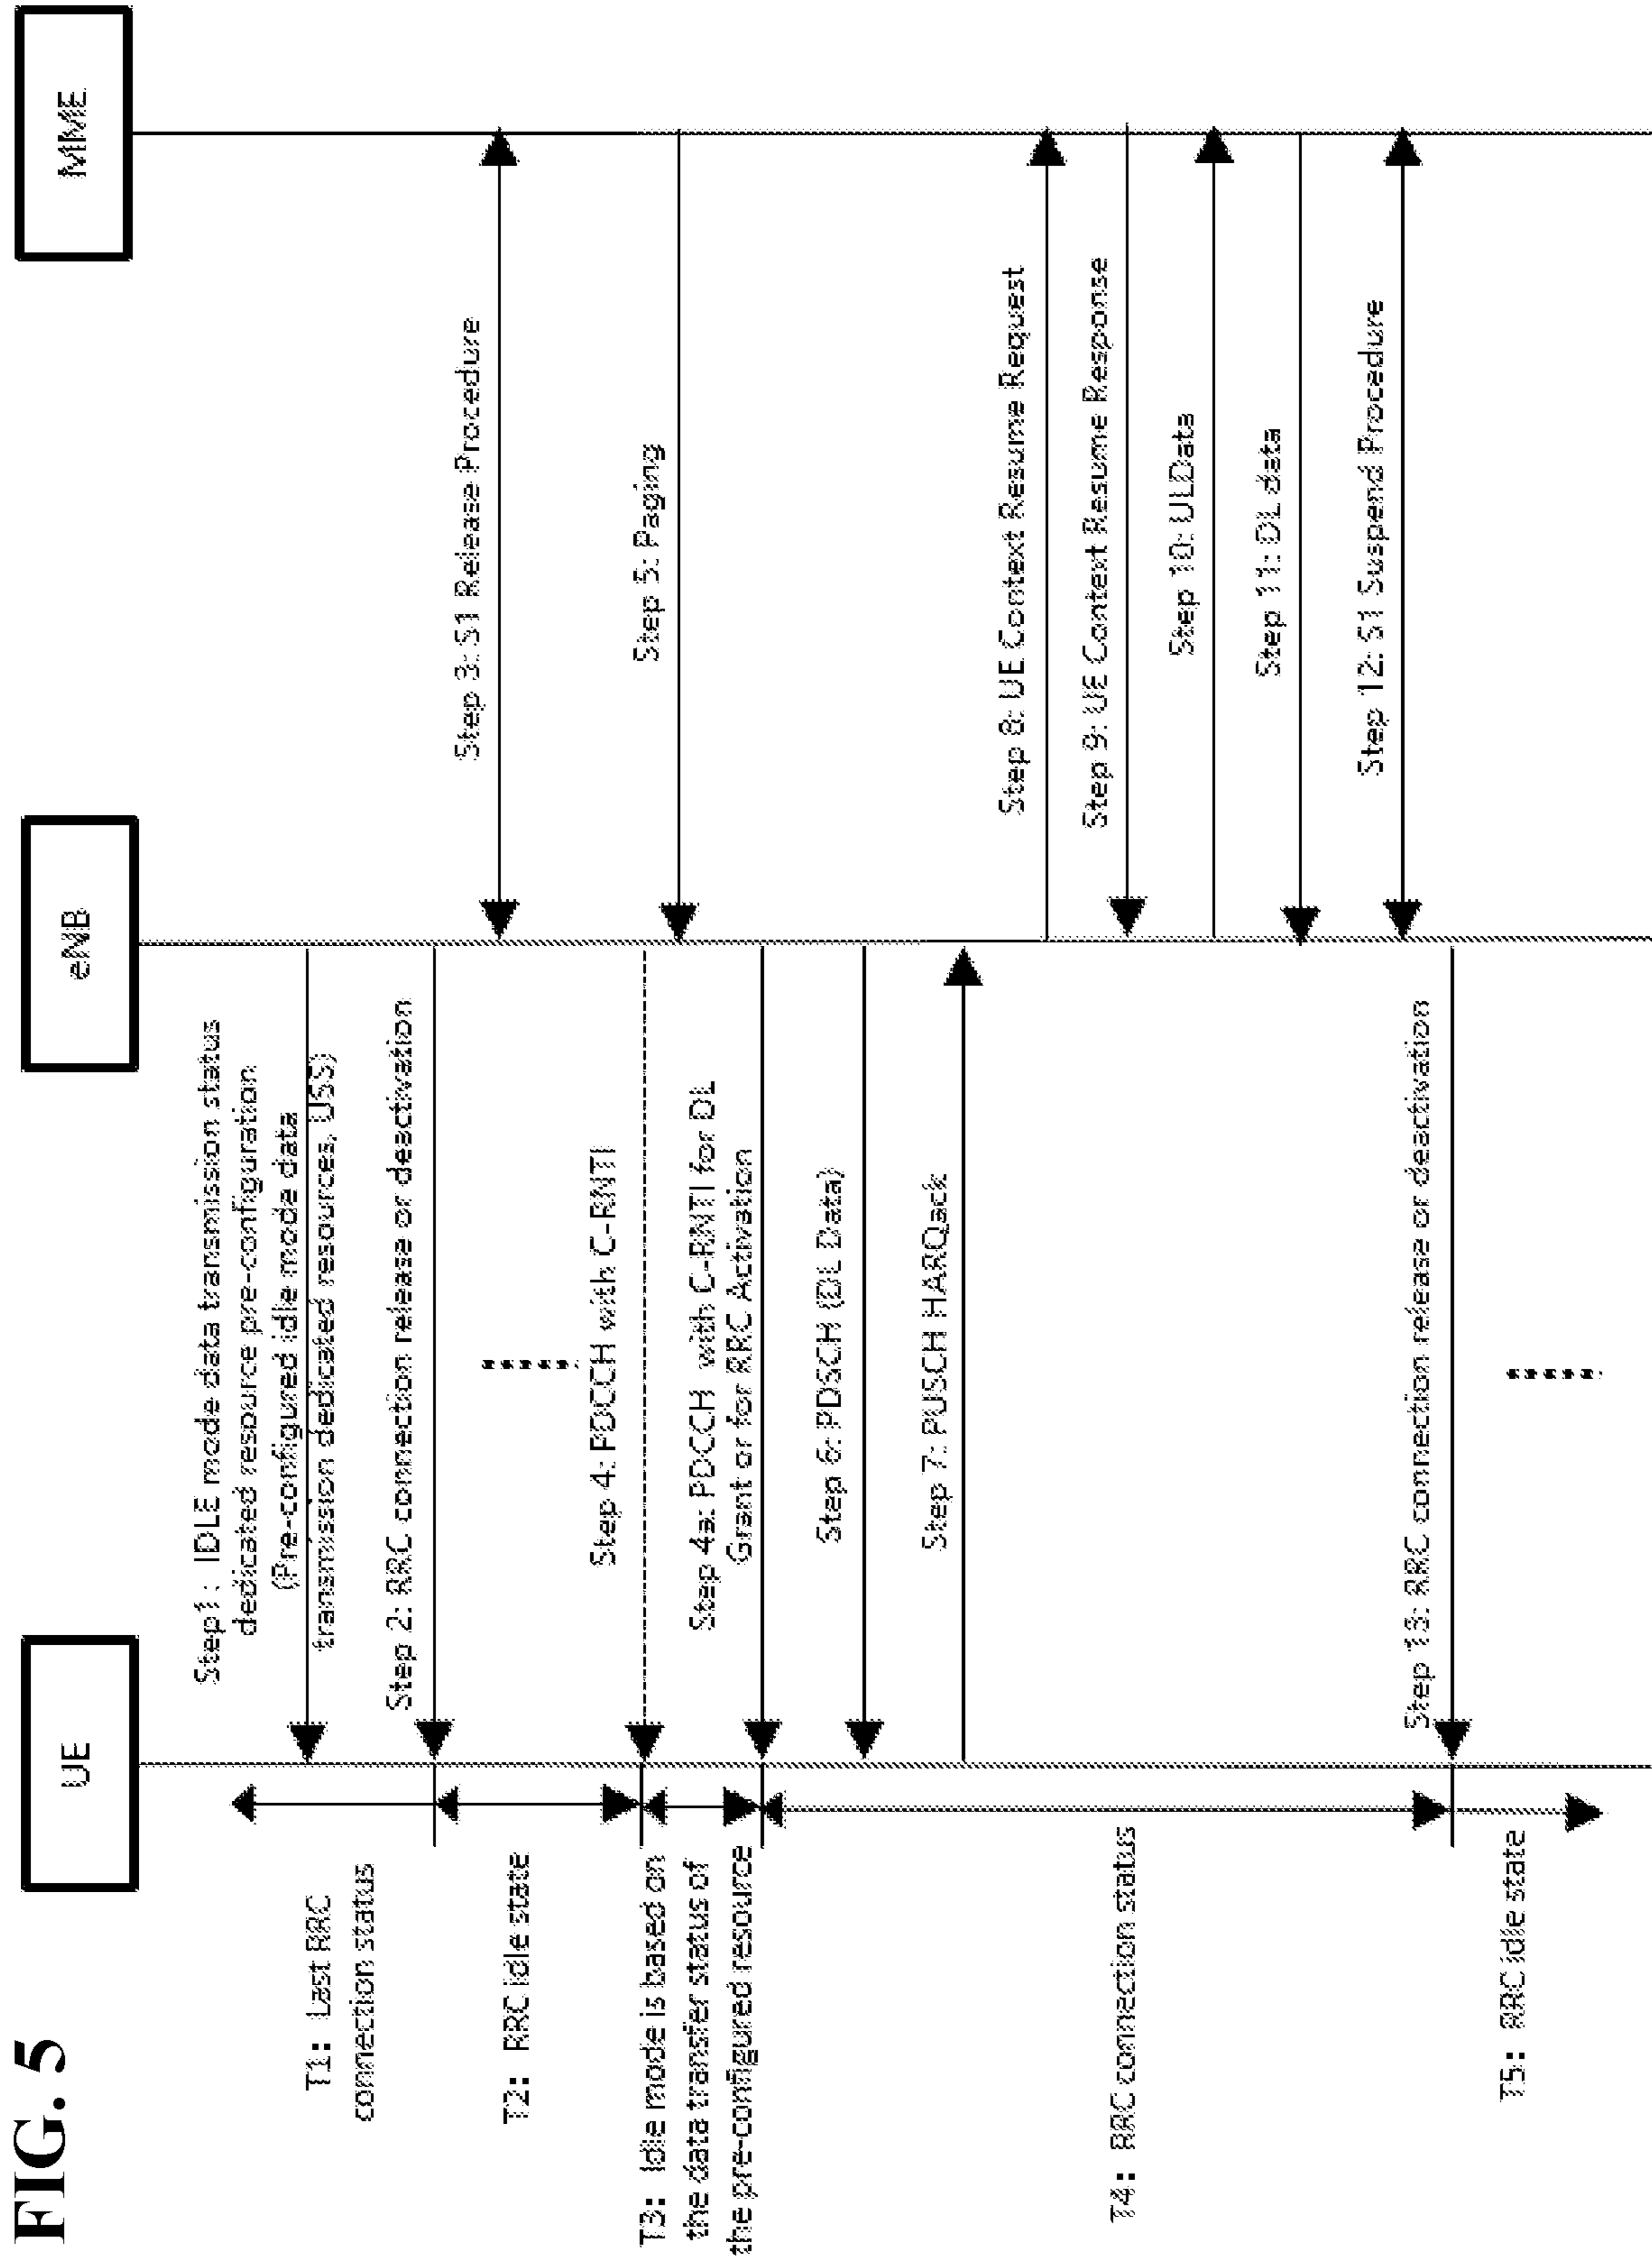 FIG. 5
UE
eNB
MME
T1: Last RRC
connection status
T2: RRC idle state
T3: Idle mode is based on
the data transfer status of
the pre-configured resource
T4: RRC connection status
T5: RRC idle state
Step1 : IDLE mode data transmission status
dedicated resource pre-configuration
(Pre-configured idle mode data
transmission dedicated resources, USS)
Step 2: RRC connection release or deactivation
Step 3: S1 Release Procedure
Step 4: PDCCH with C-RNTI
Step 5: Paging
Step 4a: PDCCH with C-RNTI for DL
Grant or for RRC Activation
Step 6: PDSCH (DL Data)
Step 7: PUSCH HARQack
Step 8: UE Context Resume Request
Step 9: UE Context Resume Response
Step 10: ULData
Step 11: DL data
Step 12: S1 Suspend Procedure
Step 13: RRC connection release or deactivation